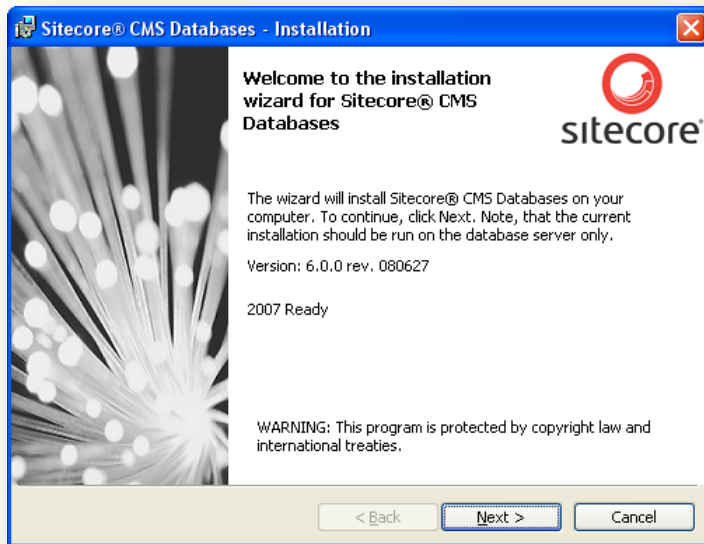 Sitecore® CMS Databases - Installation
Welcome to the installation
wizard for Sitecore® CMS
Databases
sitecore®
The wizard will install Sitecore® CMS Databases on your
computer. To continue, click Next. Note, that the current
installation should be run on the database server only.
Version: 6.0.0 rev. 080627
2007 Ready
WARNING: This program is protected by copyright law and
international treaties.
< Back
Next >
Cancel